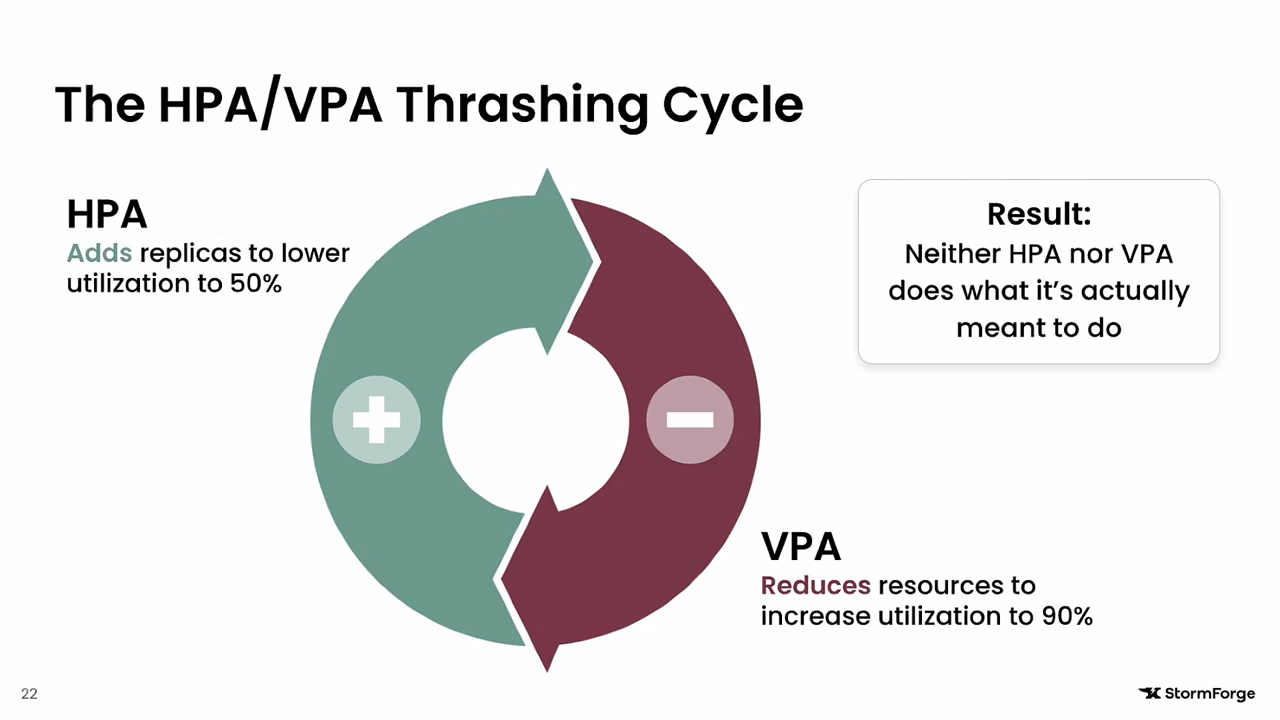 The HPA/VPA Thrashing Cycle
HPA
Adds replicas to lower
utilization to 50%
Result:
Neither HPA nor VPA
does what it’s actually
meant to do
VPA
Reduces resources to
increase utilization to 90%
22
StormForge